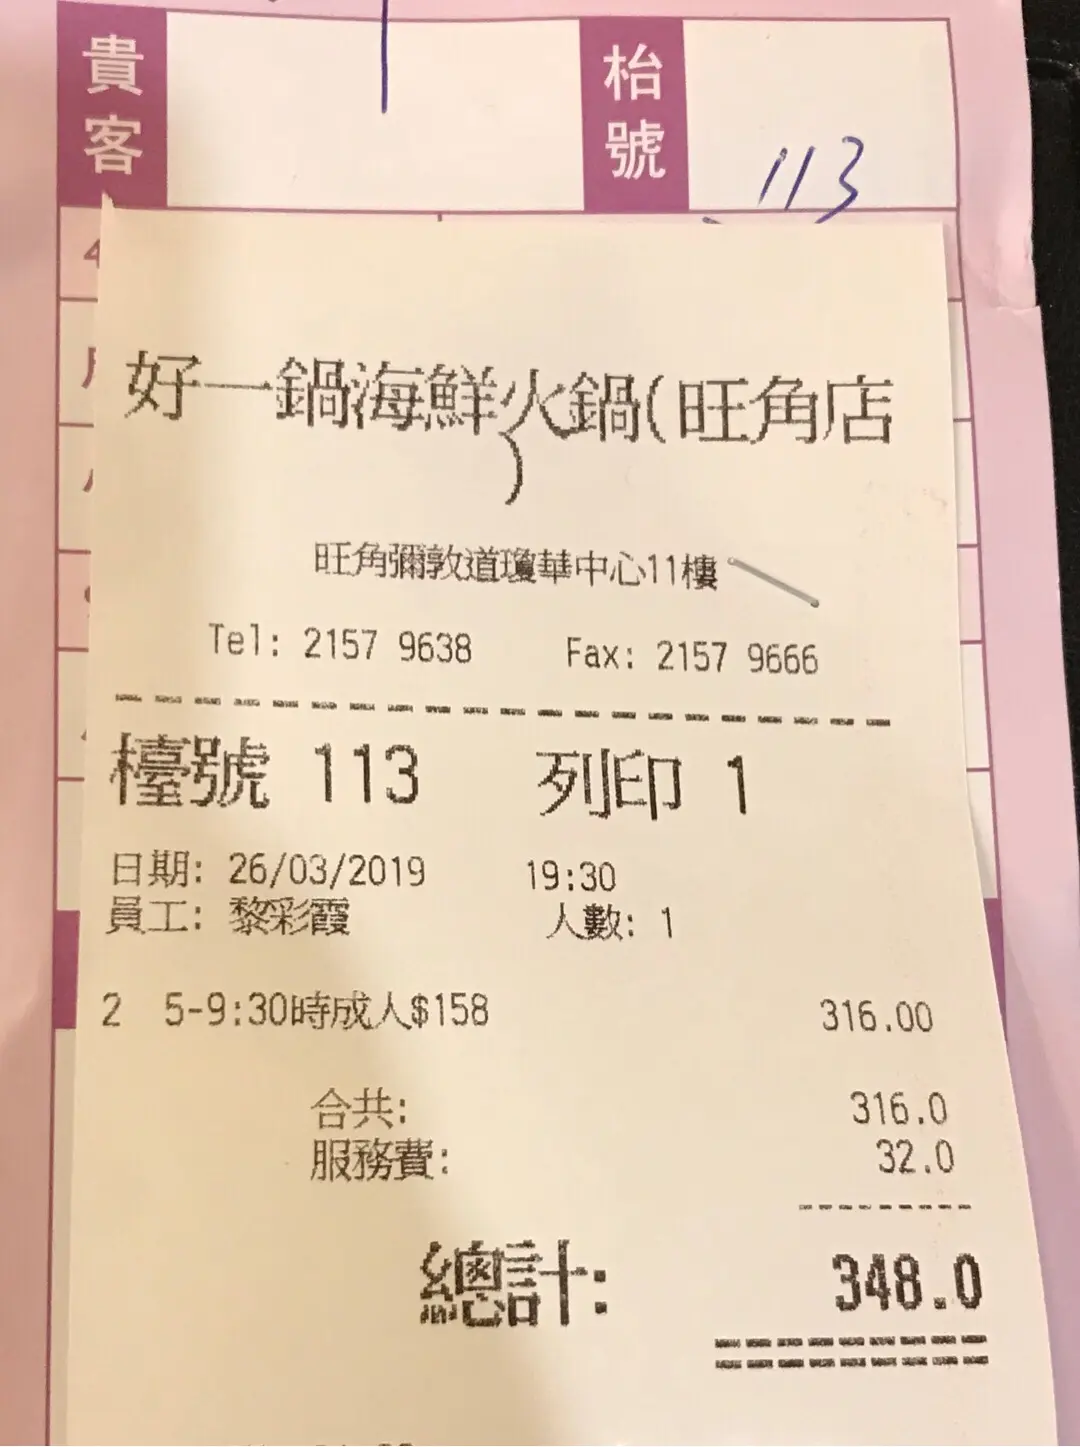 貴客
枱號
113
好一鍋海鮮火鍋(旺角店
)
旺角彌敦道瓊華中心11樓
Tel: 2157 9638 Fax: 2157 9666
檯號 113 列印 1
日期: 26/03/2019 19:30
員工: 黎彩霞 人數: 1
2 5-9:30時成人$158 316.00
合共: 316.0
服務費: 32.0
總計: 348.0